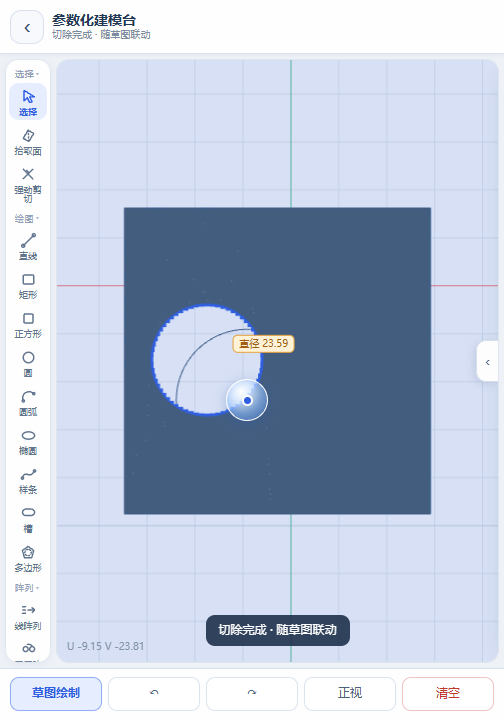 参数化建模台
切除完成 · 随草图联动
选择
选择
拾取面
强劲剪切
绘图
直线
矩形
正方形
圆
圆弧
椭圆
样条
槽
多边形
阵列
线阵列
直径 23.59
切除完成 · 随草图联动
U -9.15 V -23.81
草图绘制
正视
清空